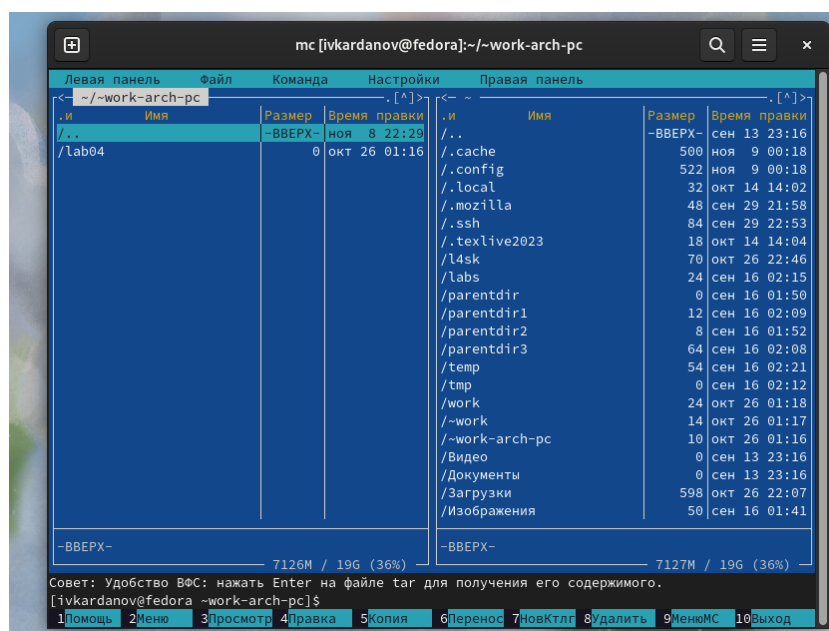 mc [ivkardanov@fedora]:~/~work-arch-pc
Левая панель Файл Команда Настройки Правая панель
<— ~/~work-arch-pc .[^]> <— ~ .[^]>
.и Имя Размер Время правки .и Имя Размер Время правки
/.. -ВВЕРХ- ноя 8 22:29 /.. -ВВЕРХ- сен 13 23:16
/lab04 0 окт 26 01:16 /.cache 500 ноя 9 00:18
/.config 522 ноя 9 00:18
/.local 32 окт 14 14:02
/.mozilla 48 сен 29 21:58
/.ssh 84 сен 29 22:53
/.texlive2023 18 окт 14 14:04
/l4sk 70 окт 26 22:46
/labs 24 сен 16 02:15
/parentdir 0 сен 16 01:50
/parentdir1 12 сен 16 02:09
/parentdir2 8 сен 16 01:52
/parentdir3 64 сен 16 02:08
/temp 54 сен 16 02:21
/tmp 0 сен 16 02:12
/work 24 окт 26 01:18
/~work 14 окт 26 01:17
/~work-arch-pc 10 окт 26 01:16
/Видео 0 сен 13 23:16
/Документы 0 сен 13 23:16
/Загрузки 598 окт 26 22:07
/Изображения 50 сен 16 01:41
-ВВЕРХ- -ВВЕРХ-
7126M / 19G (36%) 7127M / 19G (36%)
Совет: Удобство ВФС: нажать Enter на файле tar для получения его содержимого.
[ivkardanov@fedora ~work-arch-pc]$
1Помощь 2Меню 3Просмотр 4Правка 5Копия 6Перенос 7НовКтлг 8Удалить 9МенюМС 10Выход